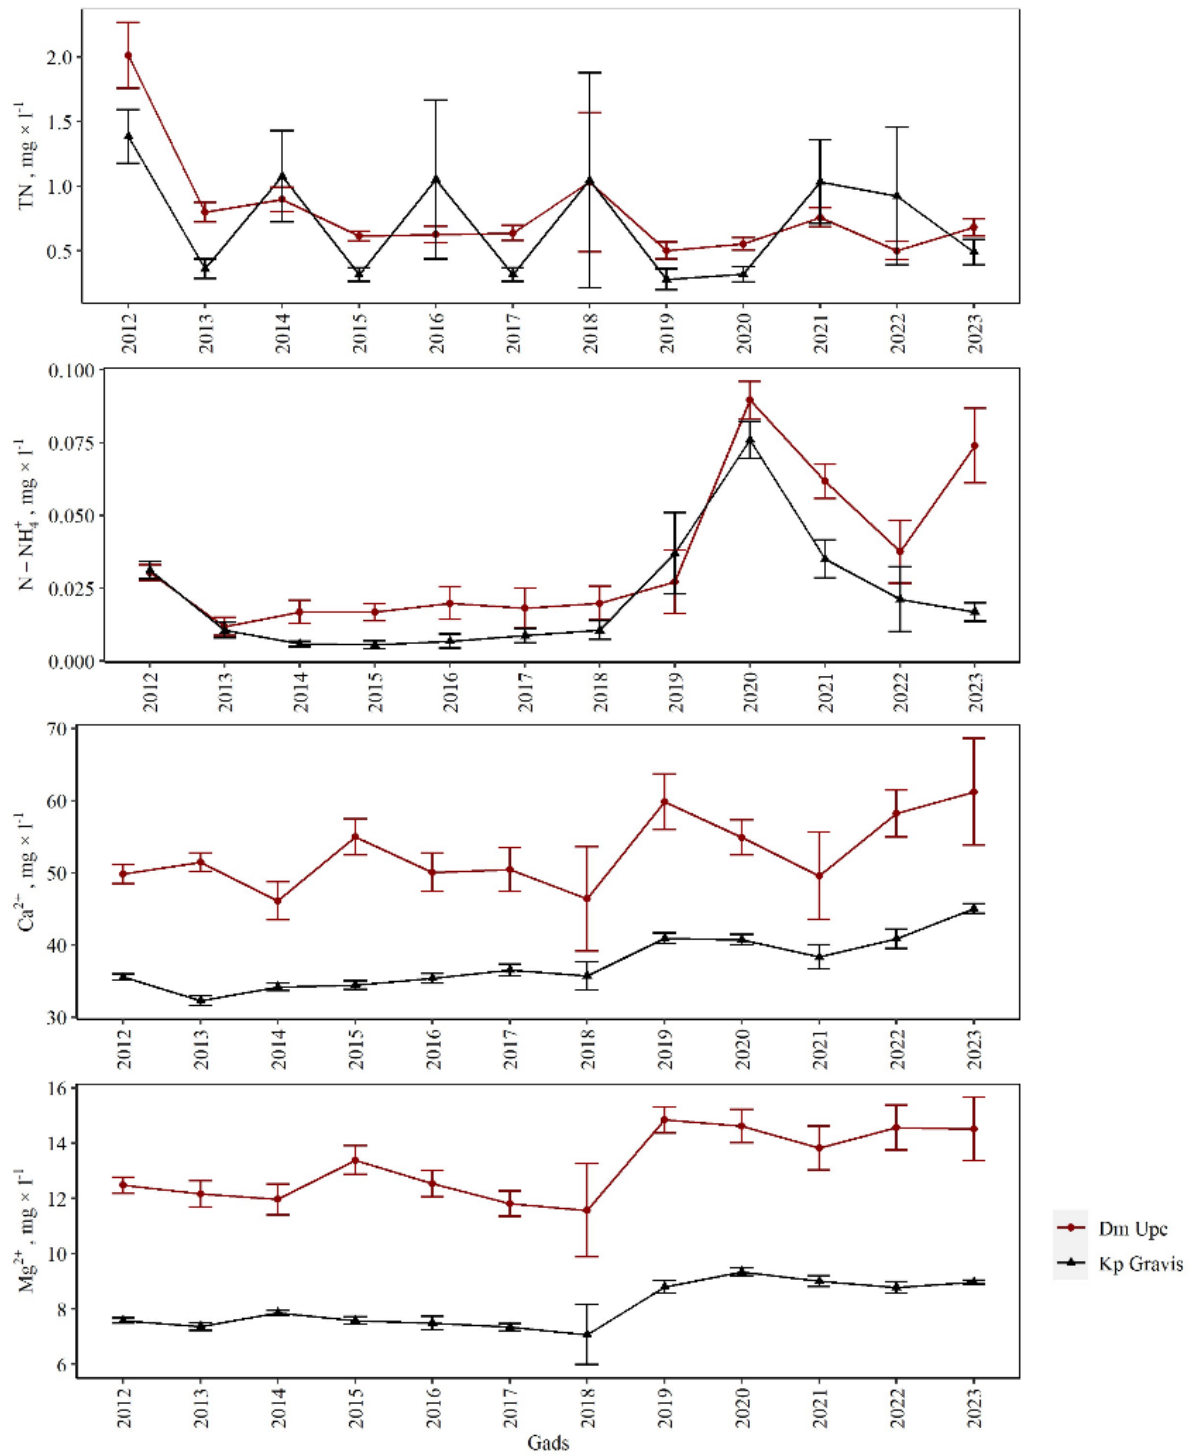 TN , mg × l⁻¹
2.0
1.5
1.0
0.5
2012 2013 2014 2015 2016 2017 2018 2019 2020 2021 2022 2023
N – NH₄⁺ , mg × l⁻¹
0.100
0.075
0.050
0.025
0.000
2012 2013 2014 2015 2016 2017 2018 2019 2020 2021 2022 2023
Ca²⁺ , mg × l⁻¹
70
60
50
40
30
2012 2013 2014 2015 2016 2017 2018 2019 2020 2021 2022 2023
Mg²⁺ , mg × l⁻¹
16
14
12
10
8
6
2012 2013 2014 2015 2016 2017 2018 2019 2020 2021 2022 2023
Gads
Dm Upe
Kp Gravis